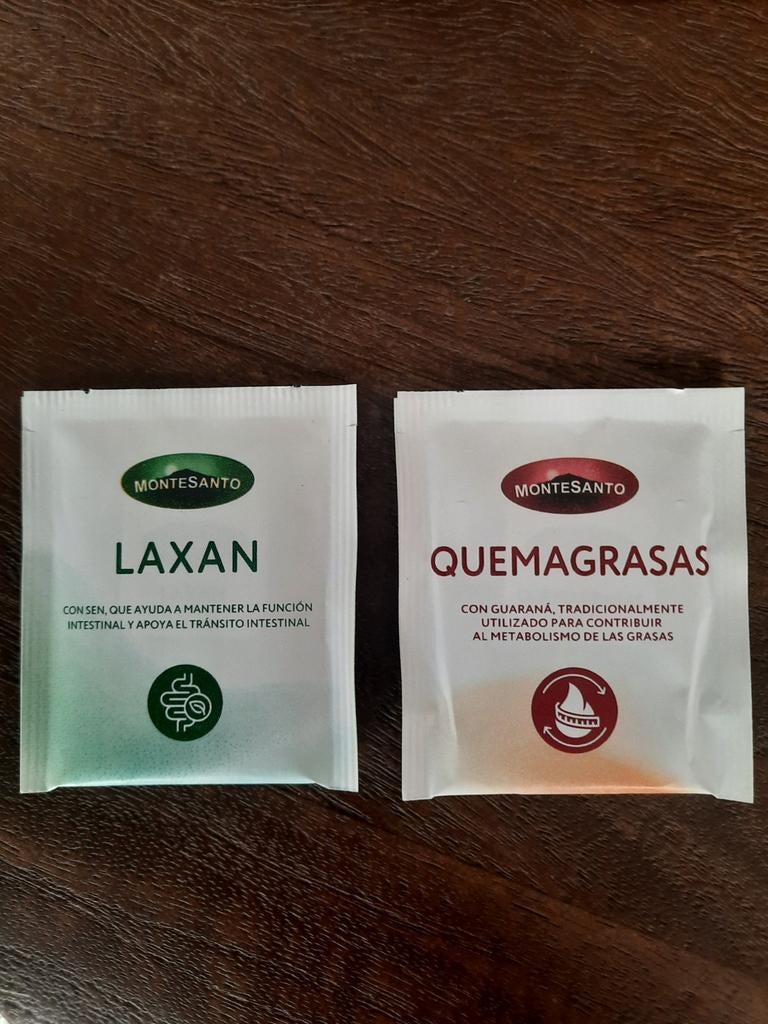 MONTESANTO
LAXAN
CON SEN, QUE AYUDA A MANTENER LA FUNCIÓN
INTESTINAL Y APOYA EL TRÁNSITO INTESTINAL
MONTESANTO
QUEMAGRASAS
CON GUARANÁ, TRADICIONALMENTE
UTILIZADO PARA CONTRIBUIR
AL METABOLISMO DE LAS GRASAS